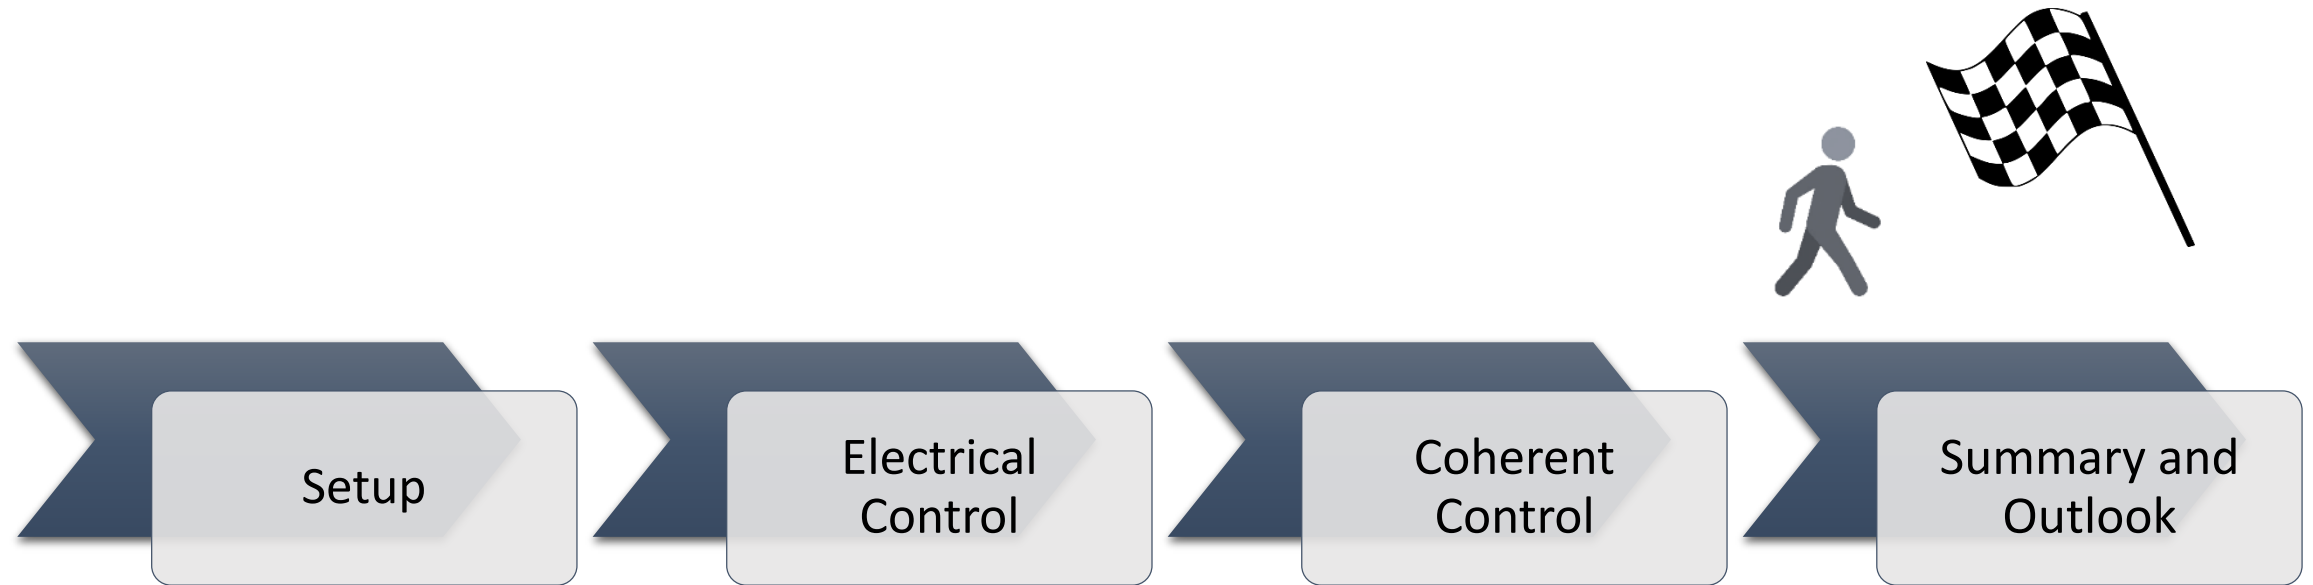 Setup
Electrical
Control
Coherent
Control
Summary and
Outlook